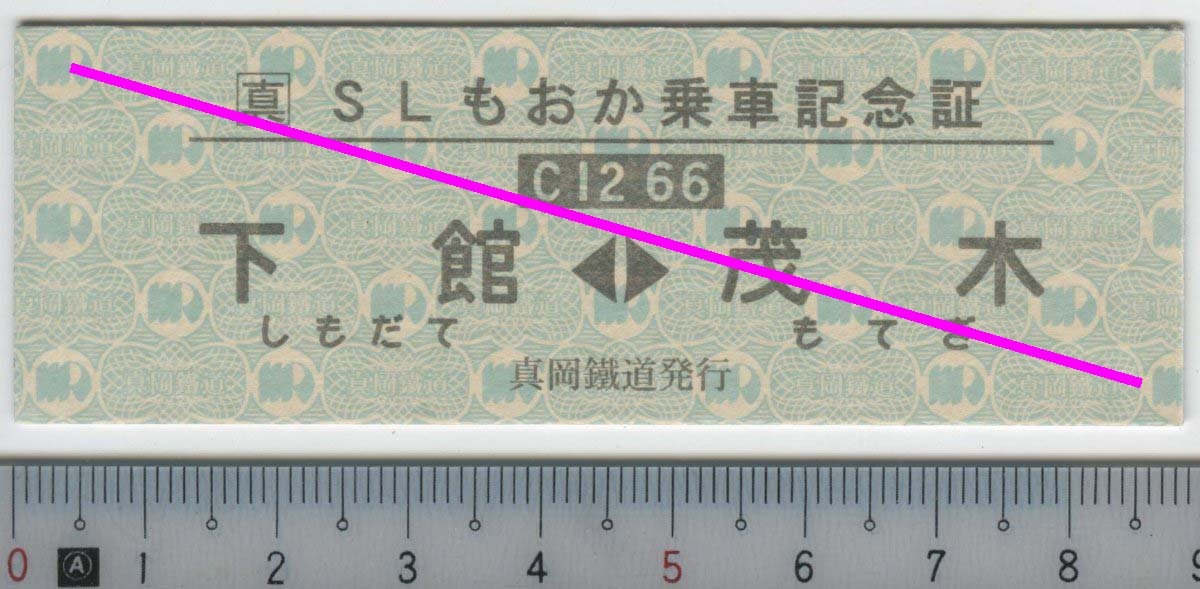 真 SLもおか乗車記念証
C12 66
下館 茂木
しもだて もてぎ
真岡鐵道発行
0 A 1 2 3 4 5 6 7 8 9